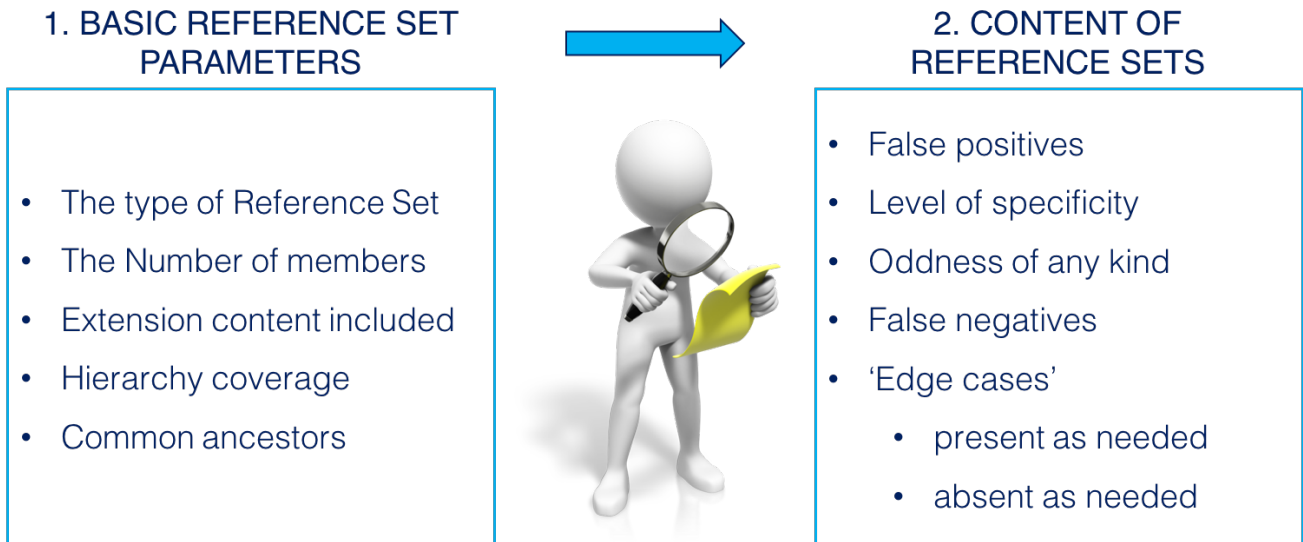 1. BASIC REFERENCE SET
PARAMETERS
• The type of Reference Set
• The Number of members
• Extension content included
• Hierarchy coverage
• Common ancestors
2. CONTENT OF
REFERENCE SETS
• False positives
• Level of specificity
• Oddness of any kind
• False negatives
• ‘Edge cases’
• present as needed
• absent as needed